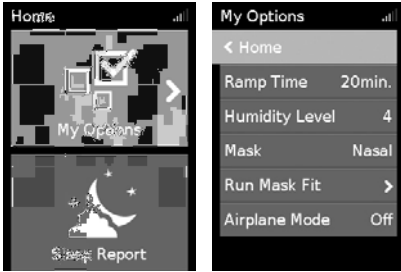 Home
My Options
Sleep Report
My Options
< Home
Ramp Time 20min.
Humidity Level 4
Mask Nasal
Run Mask Fit >
Airplane Mode Off